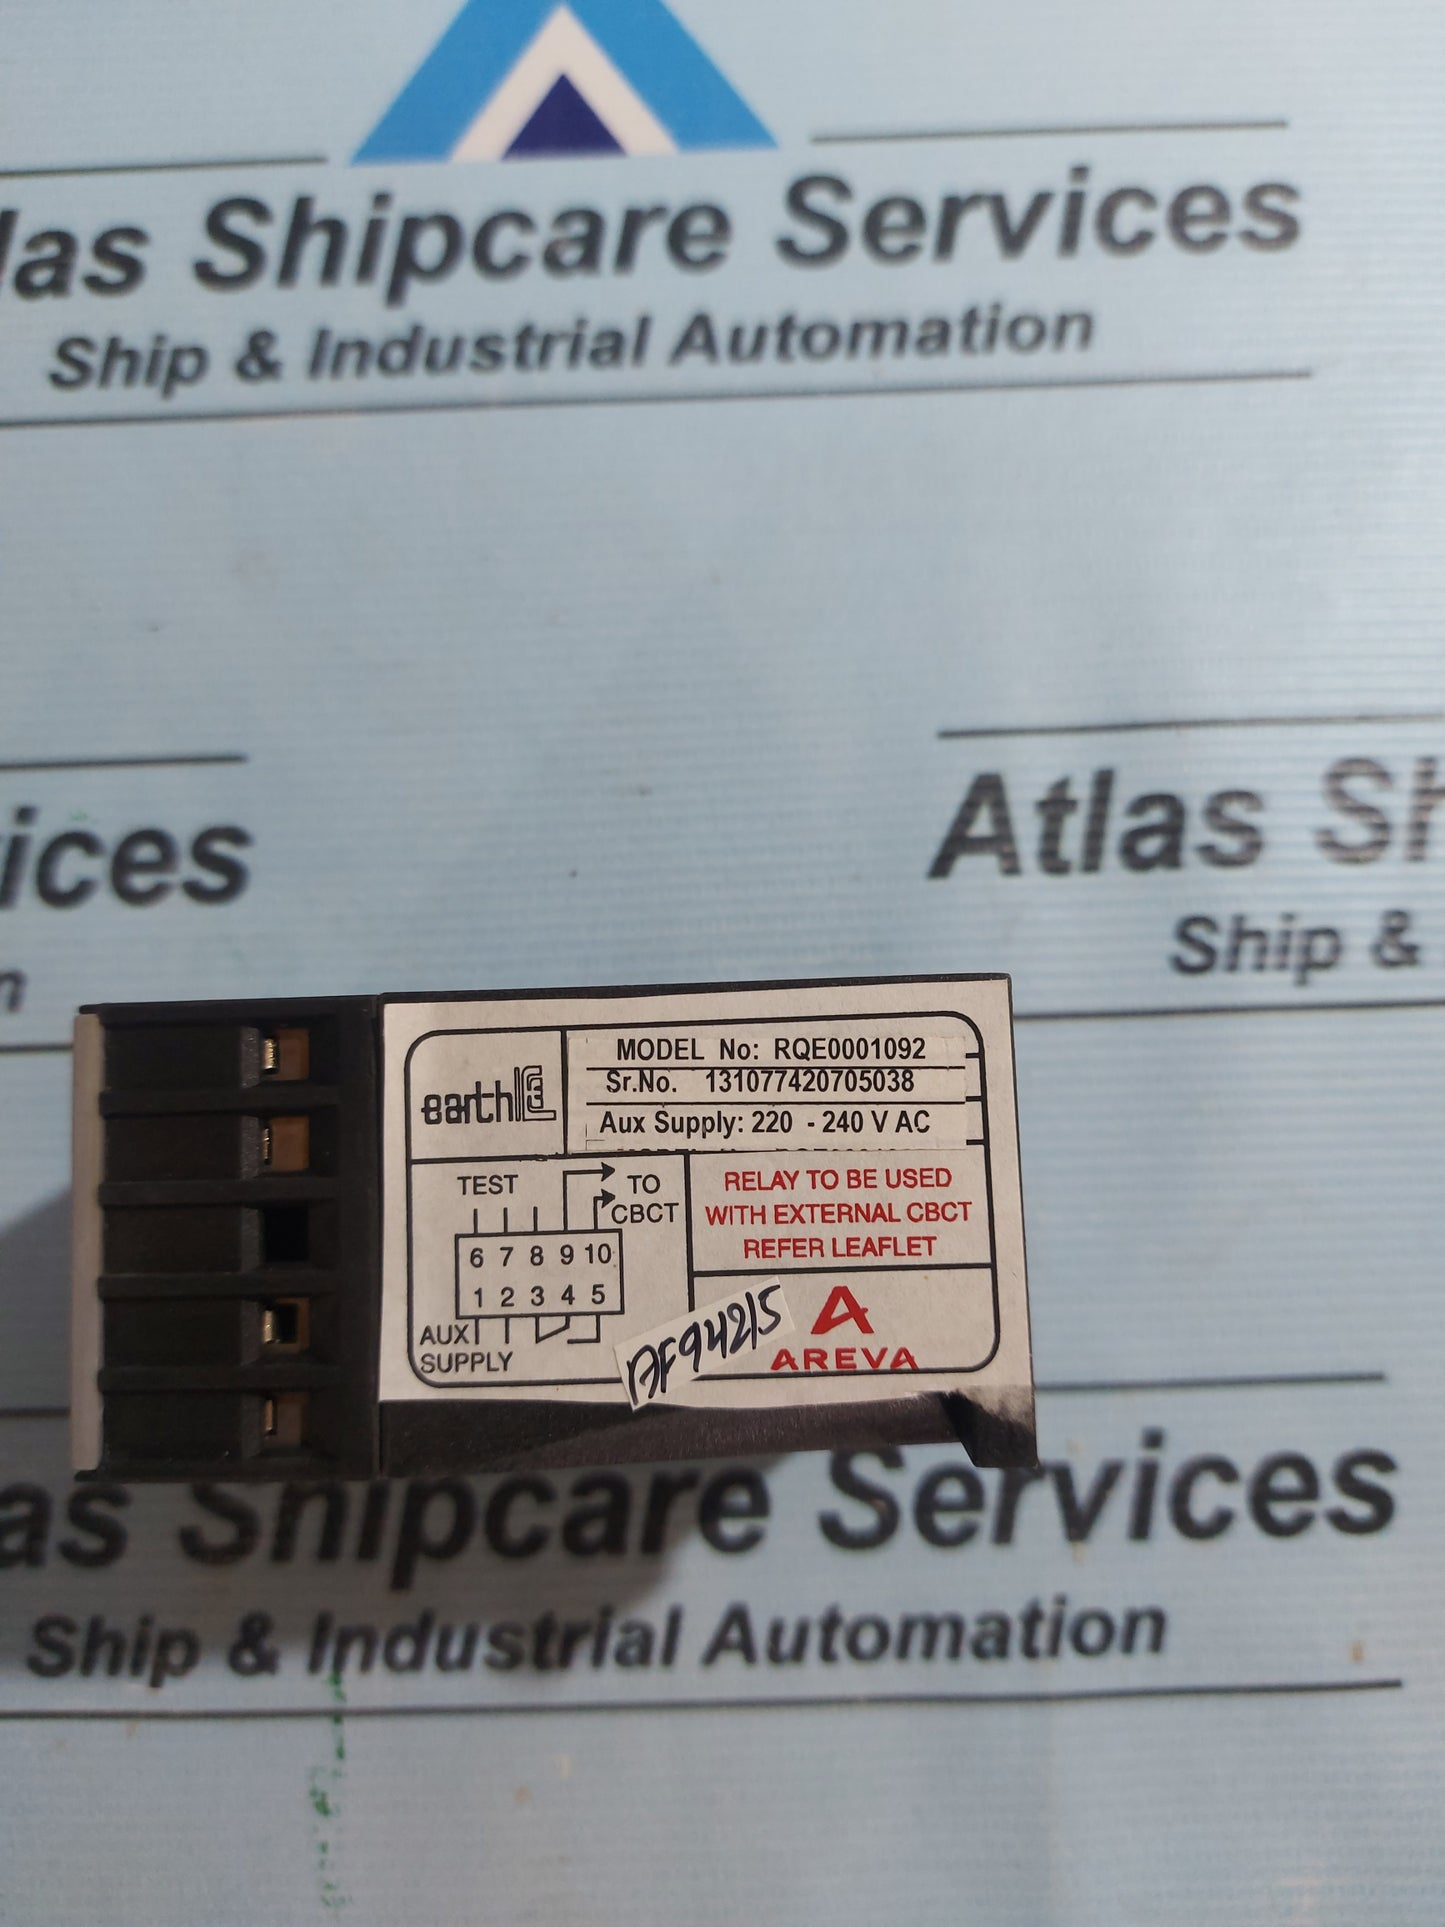 las Shipcare Services
Ship & Industrial Automation
ices
n
Atlas Sh
Ship &
earth
MODEL No: RQE0001092
Sr.No. 131077420705038
Aux Supply: 220 - 240 V AC
TEST
TO
CBCT
6 7 8 9 10
1 2 3 4 5
AUX
SUPPLY
RELAY TO BE USED
WITH EXTERNAL CBCT
REFER LEAFLET
AF94215
AREVA
as Shipcare Services
Ship & Industrial Automation